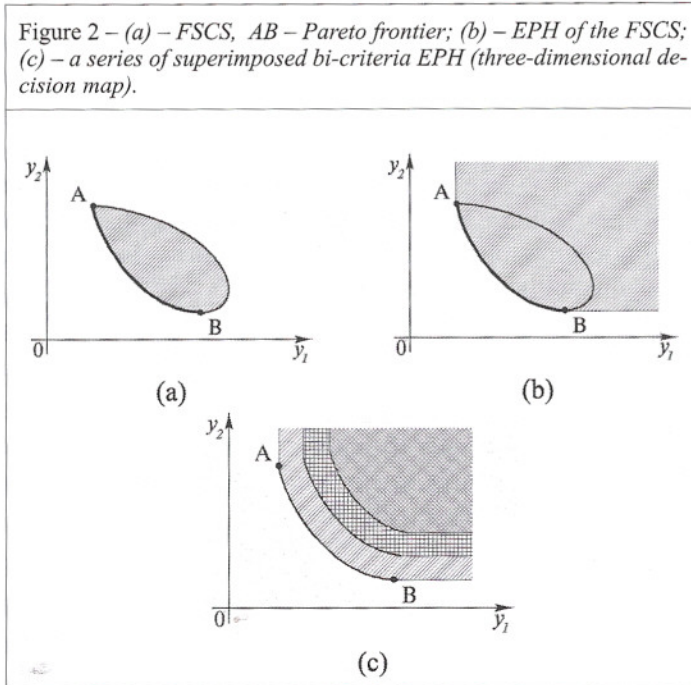 Figure 2 – (a) – FSCS, AB – Pareto frontier; (b) – EPH of the FSCS;
(c) – a series of superimposed bi-criteria EPH (three-dimensional de-
cision map).
y2
A
B
0
y1
(a)
y2
A
B
0
y1
(b)
y2
A
B
0
y1
(c)